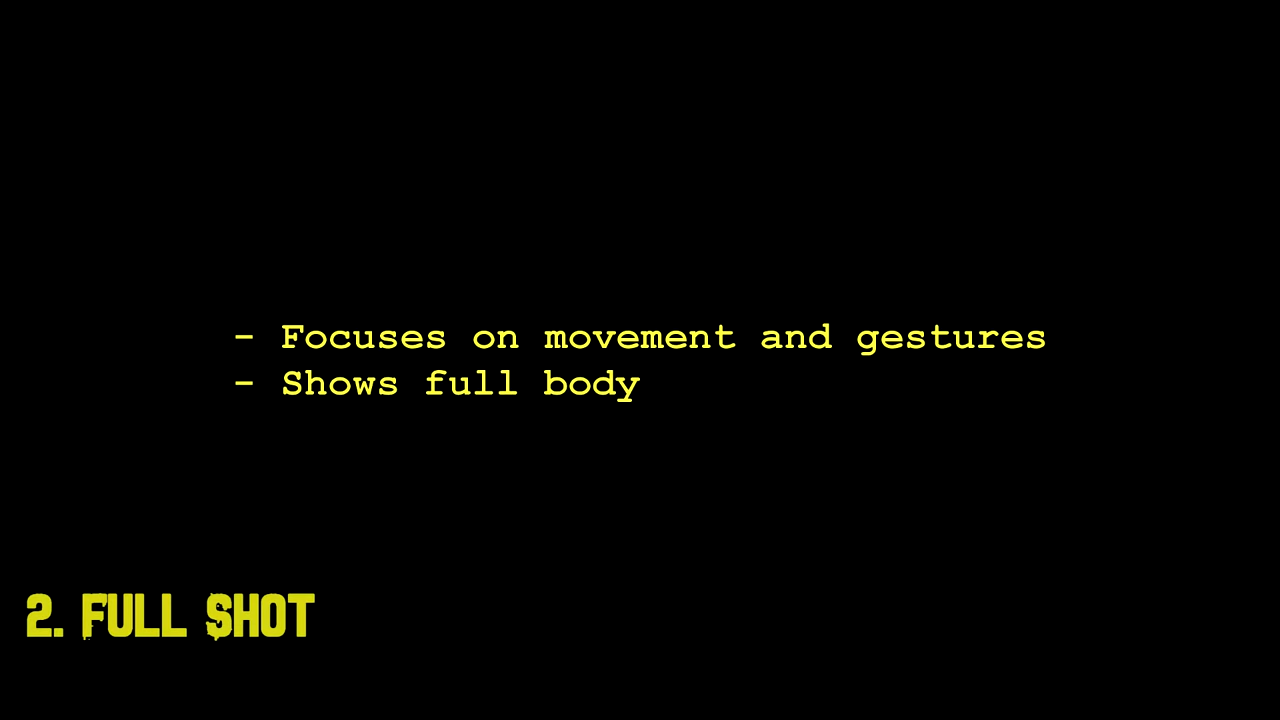 - Focuses on movement and gestures
- Shows full body
2. FULL SHOT